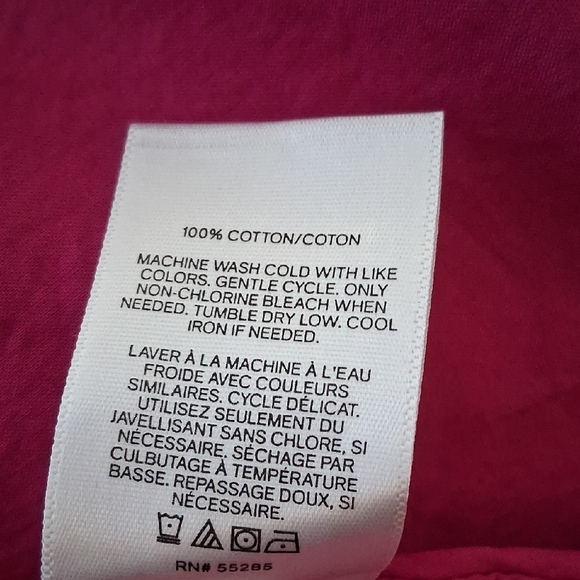 100% COTTON/COTON
MACHINE WASH COLD WITH LIKE
COLORS. GENTLE CYCLE. ONLY
NON-CHLORINE BLEACH WHEN
NEEDED. TUMBLE DRY LOW. COOL
IRON IF NEEDED.
LAVER À LA MACHINE À L'EAU
FROIDE AVEC COULEURS
SIMILAIRES. CYCLE DÉLICAT.
UTILISEZ SEULEMENT DU
JAVELLISANT SANS CHLORE, SI
NÉCESSAIRE. SÉCHAGE PAR
CULBUTAGE À TEMPÉRATURE
BASSE. REPASSAGE DOUX, SI
NÉCESSAIRE.
RN# 55285